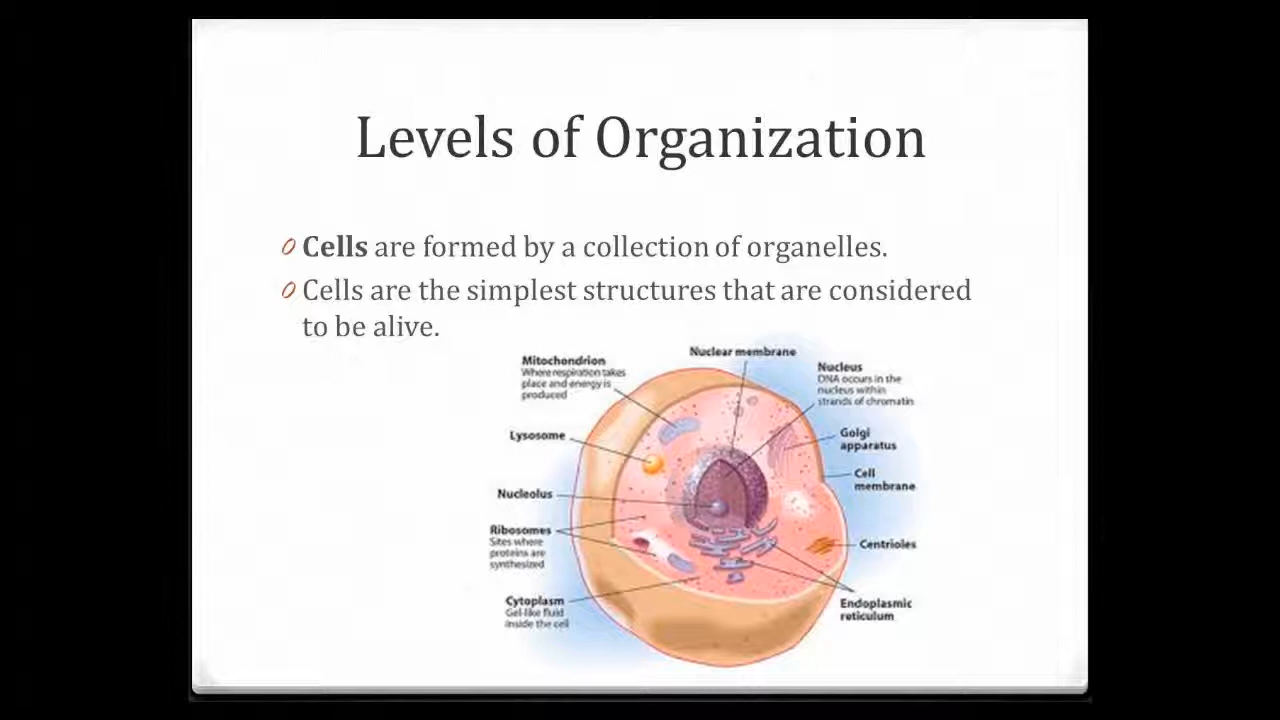 Levels of Organization
Cells are formed by a collection of organelles.
Cells are the simplest structures that are considered
to be alive.
Mitochondrion
Where respiration takes
place and energy is
produced
Nuclear membrane
Nucleus
DNA occurs in the
nucleus within
strands of chromatin
Lysosome
Golgi
apparatus
Cell
membrane
Nucleolus
Ribosomes
Sites where
proteins are
synthesized
Centrioles
Cytoplasm
Gel-like fluid
inside the cell
Endoplasmic
reticulum